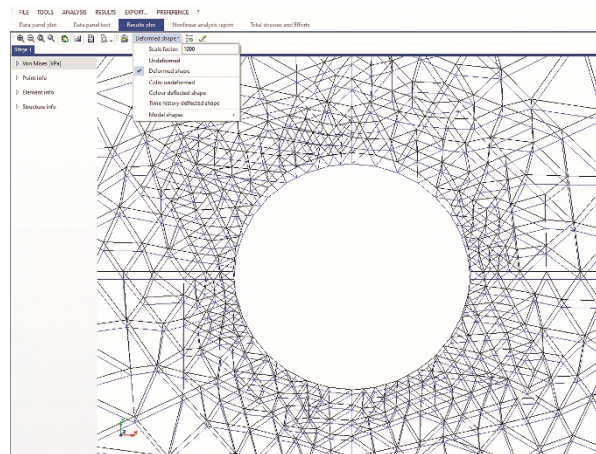 FILE TOOLS ANALYSIS RESULTS EXPORT... PREFERENCE ?
Data panel plot Data panel text Results plot Nonlinear analysis report Total stresses and Efforts
Deformed shape
Stage 1
Scale factor: 1000
Undeformed
Deformed shape
Color undeformed
Colour deflected shape
Time history deflected shape
Modal shapes
Von Mises [kPa]
Point info
Element info
Structure info